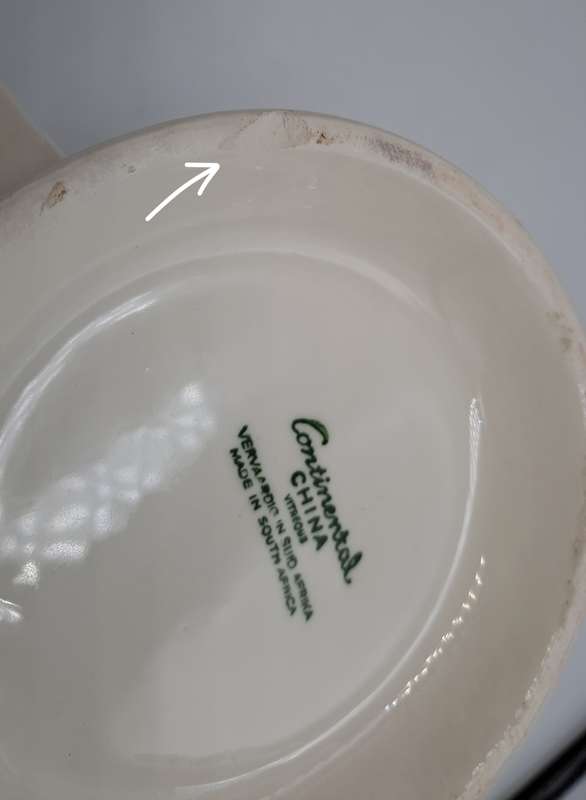 Continental
CHINA
VITREOUS
VERVAARDIG IN SUID AFRIKA
MADE IN SOUTH AFRICA